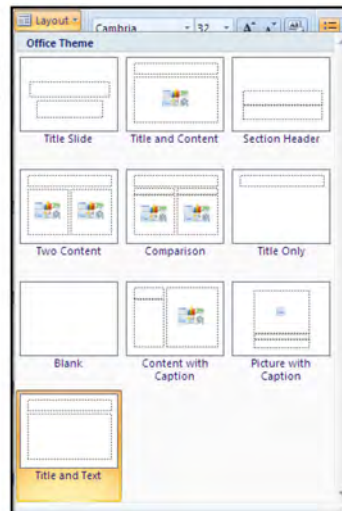 Layout
Cambria 32 A A
Office Theme
Title Slide Title and Content Section Header
Two Content Comparison Title Only
Blank Content with Caption Picture with Caption
Title and Text